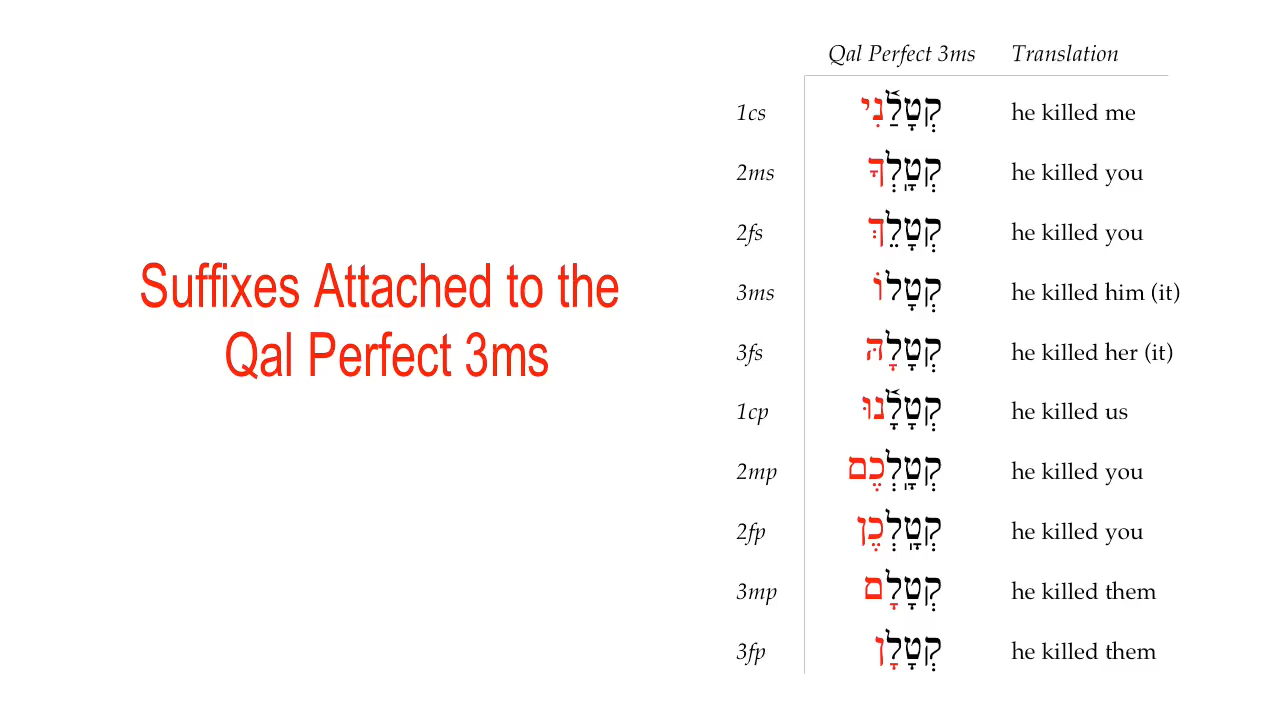 Suffixes Attached to the
Qal Perfect 3ms
Qal Perfect 3ms Translation
1cs קְטָלַ֫נִי he killed me
2ms קְטָֽלְךָ he killed you
2fs קְטָלֵךְ he killed you
3ms קְטָלוֹ he killed him (it)
3fs קְטָלָהּ he killed her (it)
1cp קְטָלָ֫נוּ he killed us
2mp קְטָֽלְכֶם he killed you
2fp קְטָֽלְכֶן he killed you
3mp קְטָלָם he killed them
3fp קְטָלָן he killed them